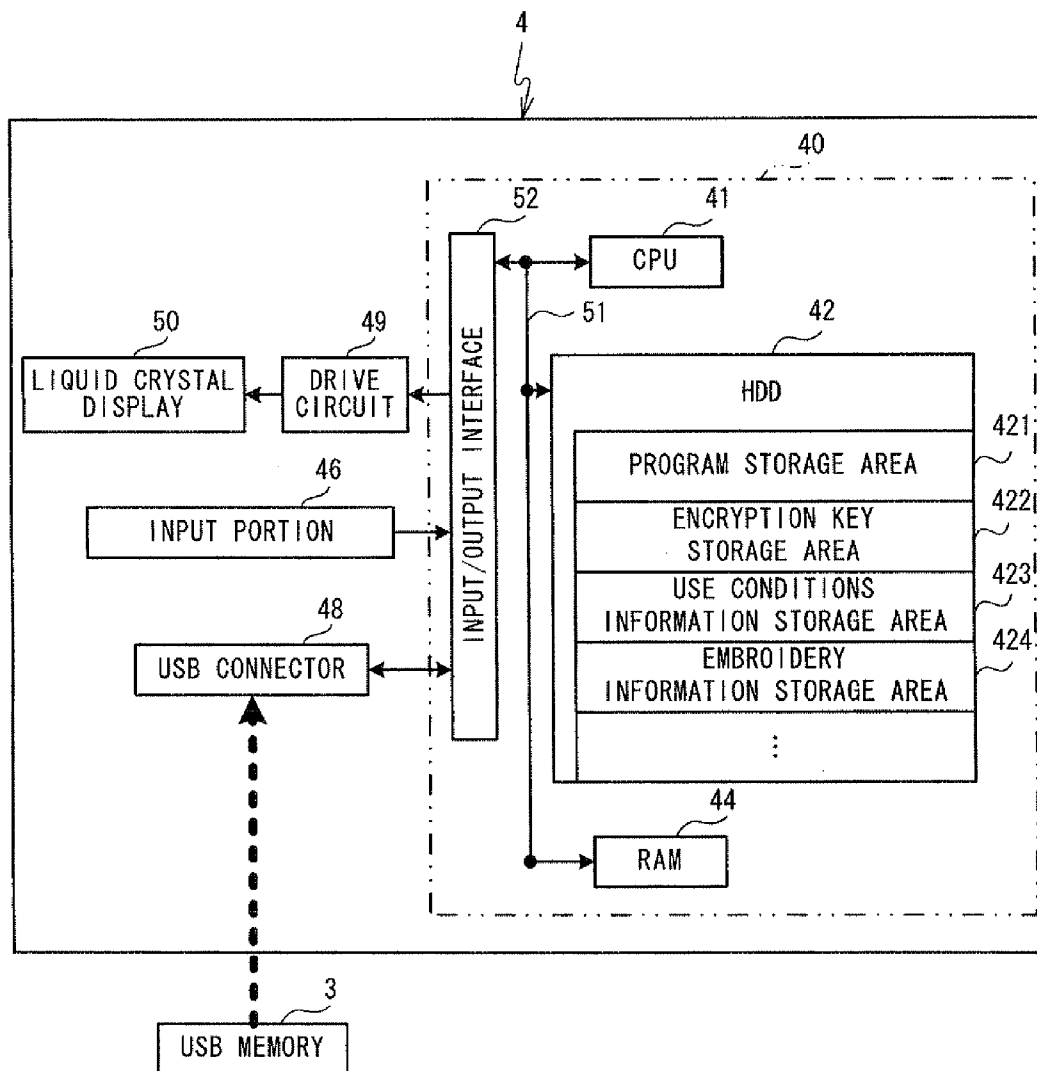 4
40
52
41
CPU
51
42
HDD
50
49
LIQUID CRYSTAL
DISPLAY
DRIVE
CIRCUIT
INPUT/OUTPUT INTERFACE
421
PROGRAM STORAGE AREA
46
INPUT PORTION
422
ENCRYPTION KEY
STORAGE AREA
423
USE CONDITIONS
INFORMATION STORAGE AREA
48
USB CONNECTOR
424
EMBROIDERY
INFORMATION STORAGE AREA
⋮
44
RAM
3
USB MEMORY